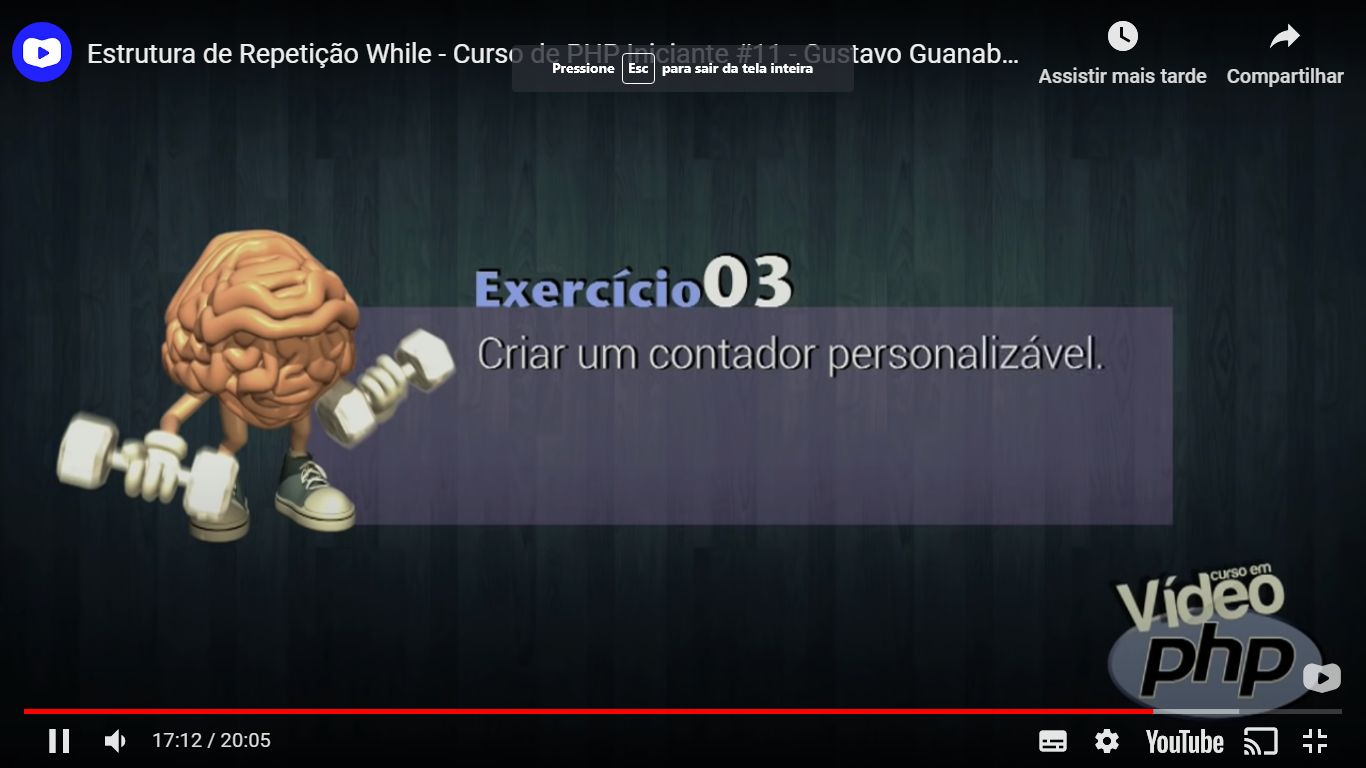 Estrutura de Repetição While - Curso de PHP Iniciante #11 - Gustavo Guanab...
Pressione Esc para sair da tela inteira
Assistir mais tarde
Compartilhar
Exercício03
Criar um contador personalizável.
curso em
Vídeo
php
17:12 / 20:05
YouTube